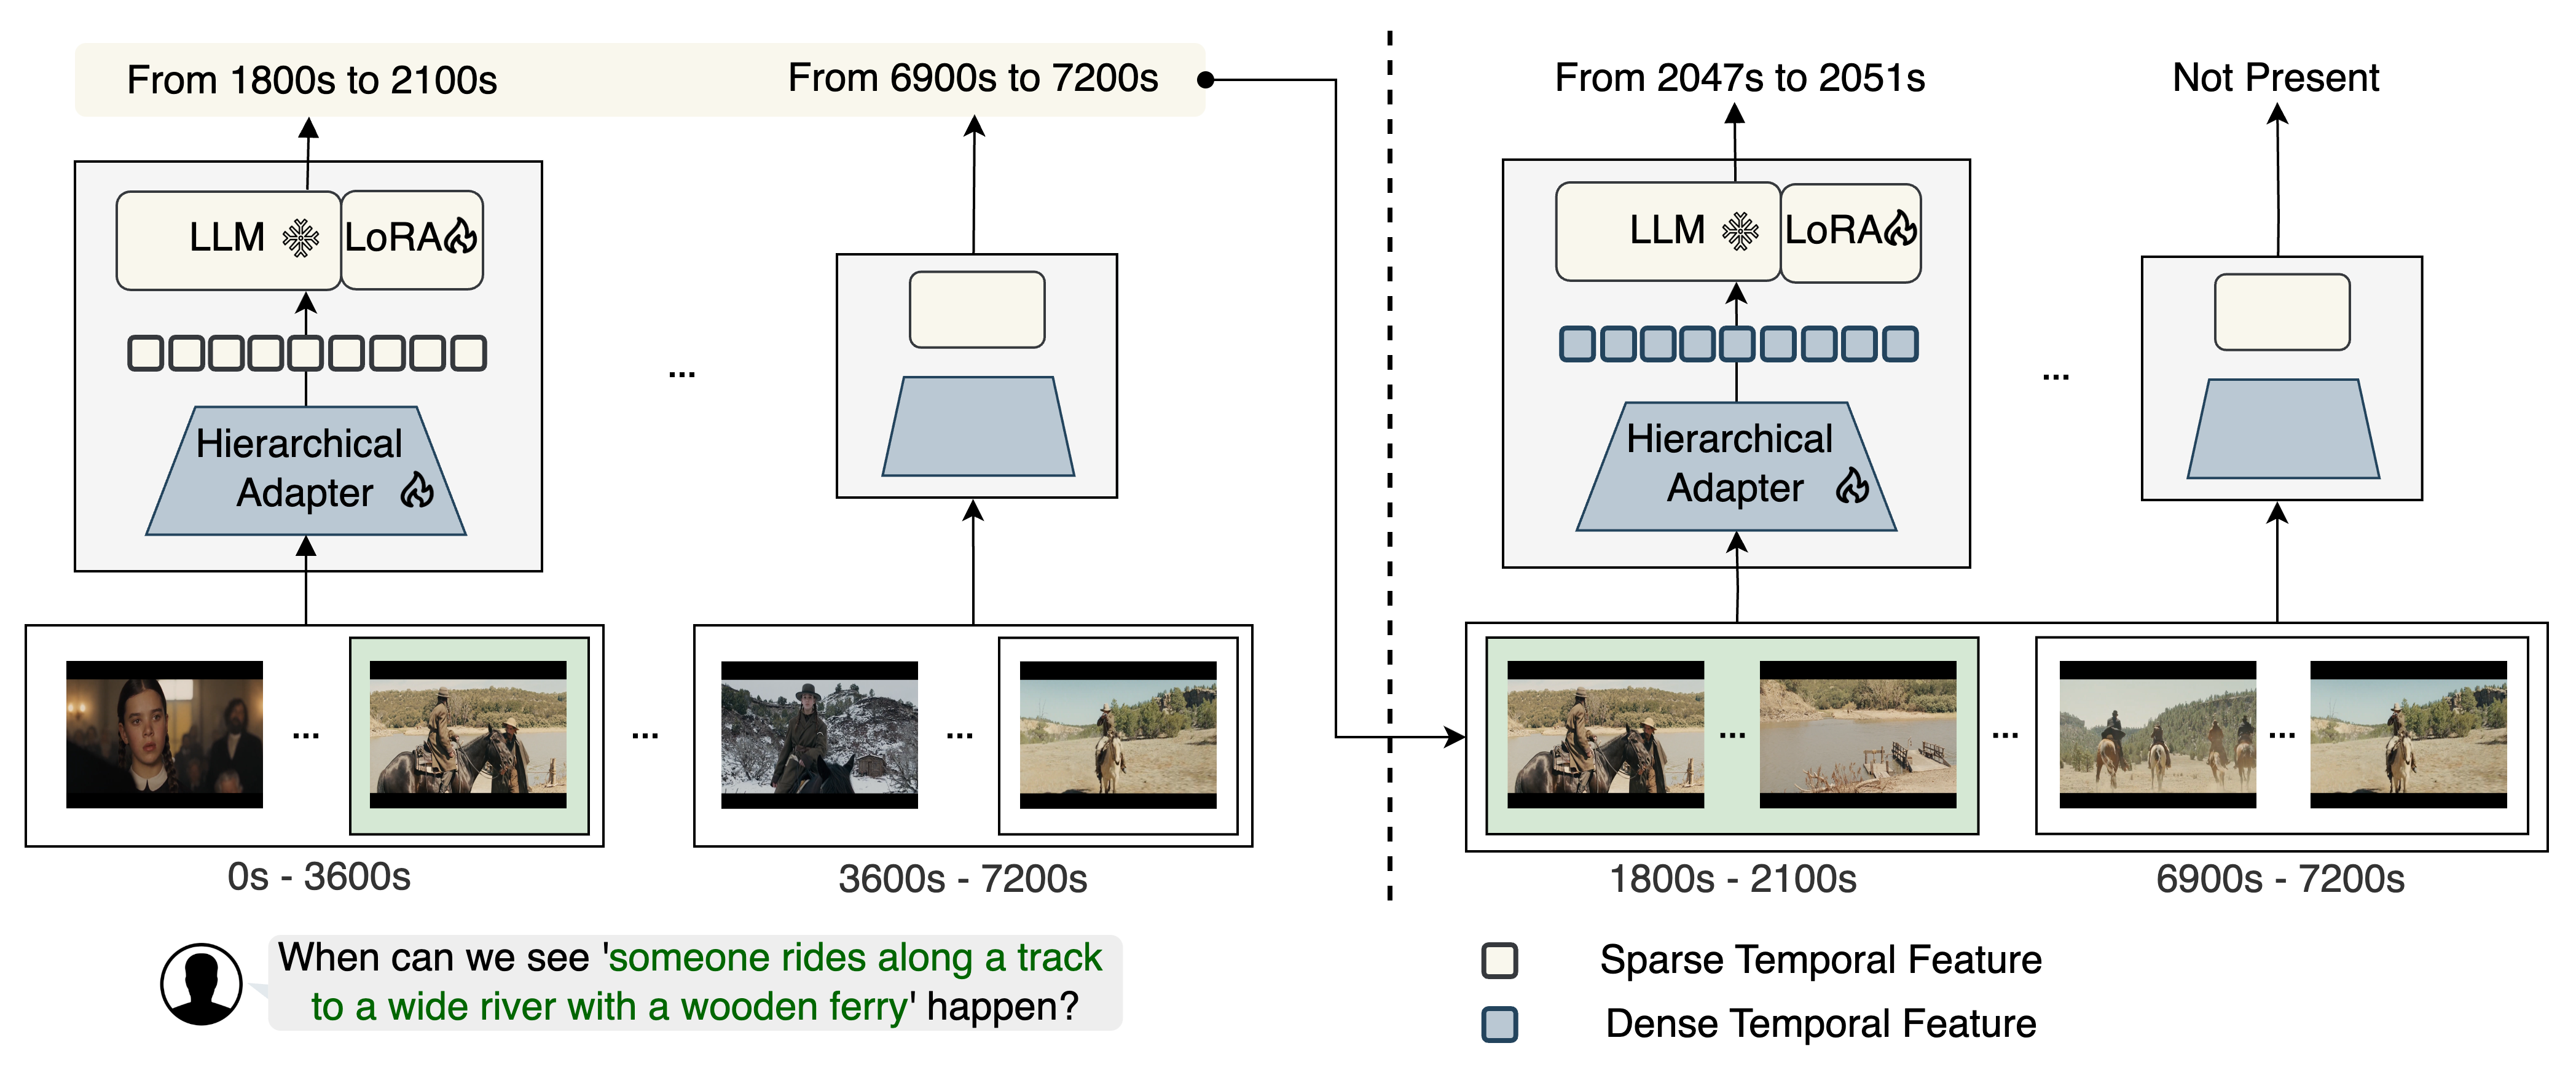 From 1800s to 2100s
From 6900s to 7200s
LLM
LoRA
...
Hierarchical
Adapter
...
...
...
0s - 3600s
3600s - 7200s
When can we see 'someone rides along a track
to a wide river with a wooden ferry' happen?
From 2047s to 2051s
Not Present
LLM
LoRA
...
Hierarchical
Adapter
...
...
...
1800s - 2100s
6900s - 7200s
Sparse Temporal Feature
Dense Temporal Feature